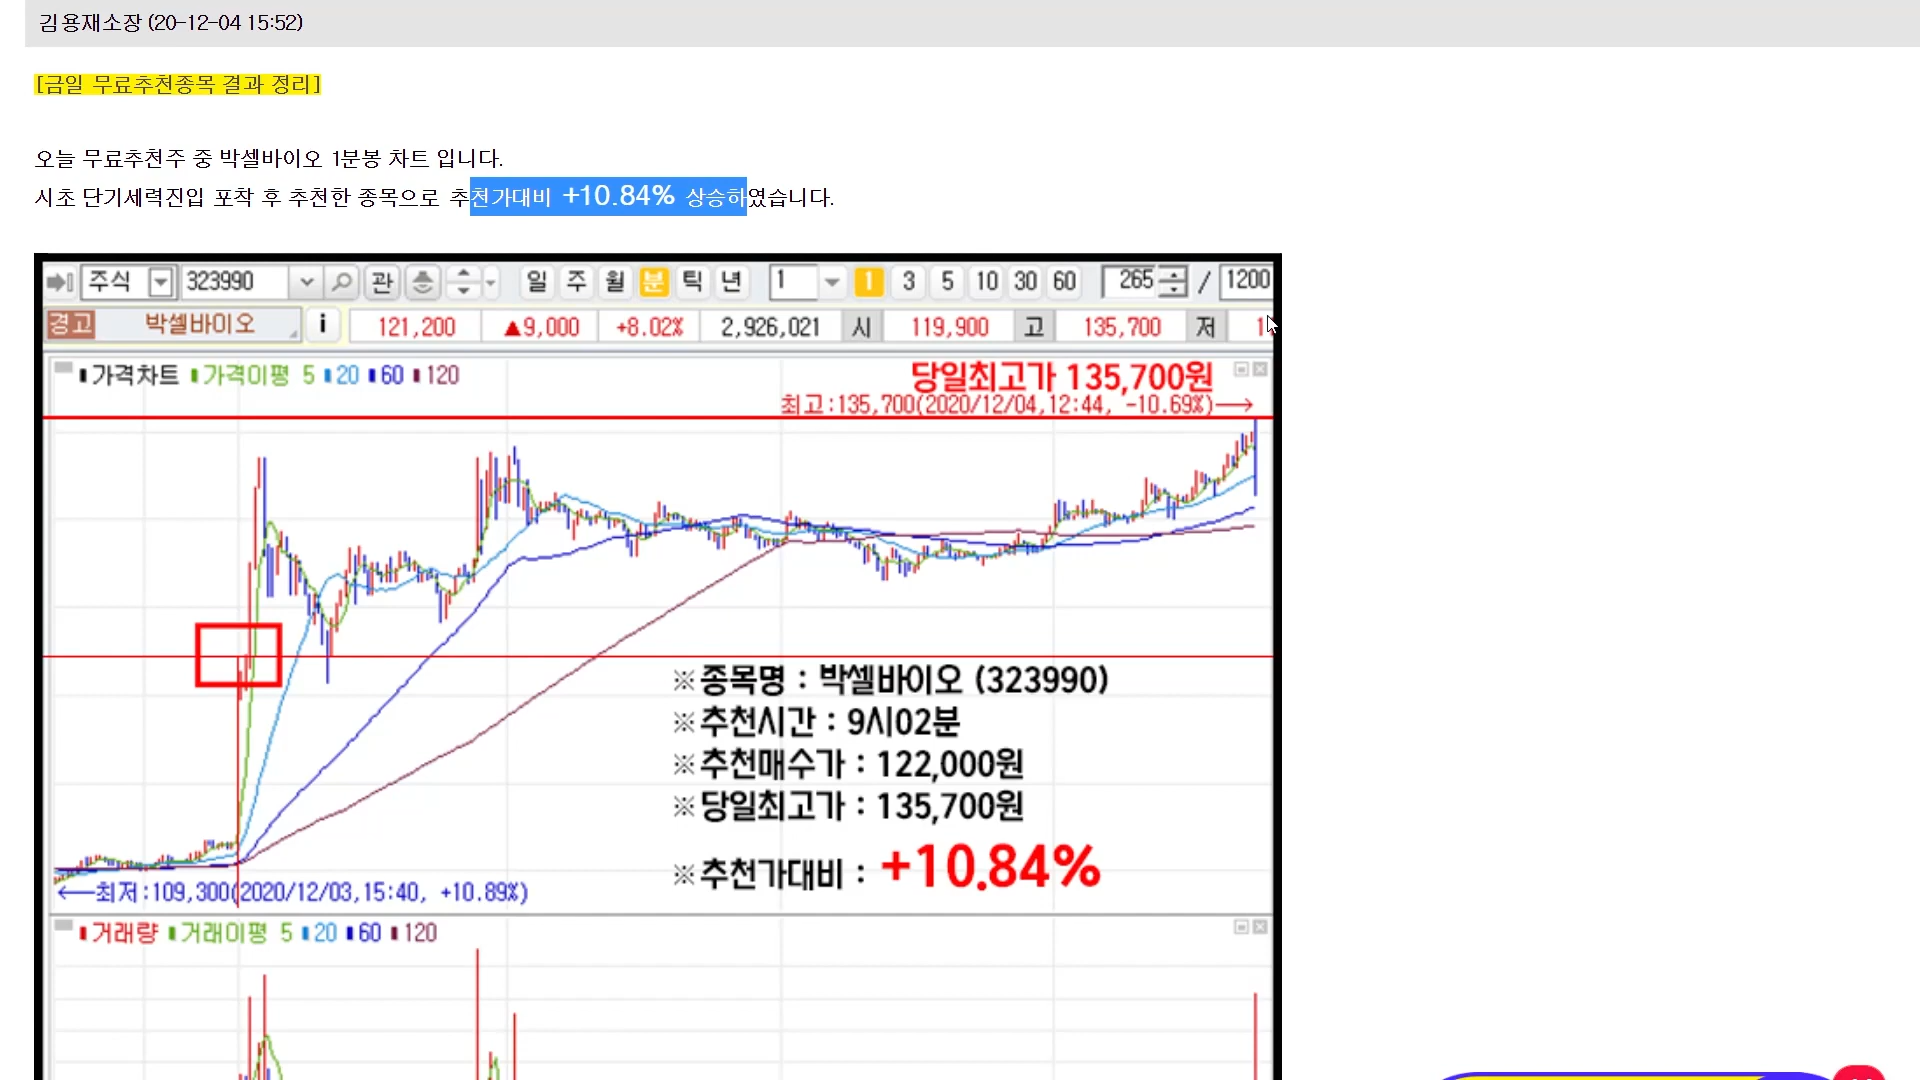 김용재소장 (20-12-04 15:52)
[금일 무료추천종목 결과 정리]
오늘 무료추천주 중 박셀바이오 1분봉 차트 입니다.
시초 단기세력진입 포착 후 추천한 종목으로 추천가대비 +10.84% 상승하였습니다.
주식 323990 관 일 주 월 분 틱 년 1 1 3 5 10 30 60 265 / 1200
경고 박셀바이오 i 121,200 ▲9,000 +8.02% 2,926,021 시 119,900 고 135,700 저
가격차트 가격이평 5 20 60 120
당일최고가 135,700원
최고:135,700(2020/12/04,12:44, -10.69%)
※종목명 : 박셀바이오 (323990)
※추천시간 : 9시02분
※추천매수가 : 122,000원
※당일최고가 : 135,700원
※추천가대비 : +10.84%
최저:109,300(2020/12/03,15:40, +10.89%)
거래량 거래이평 5 20 60 120